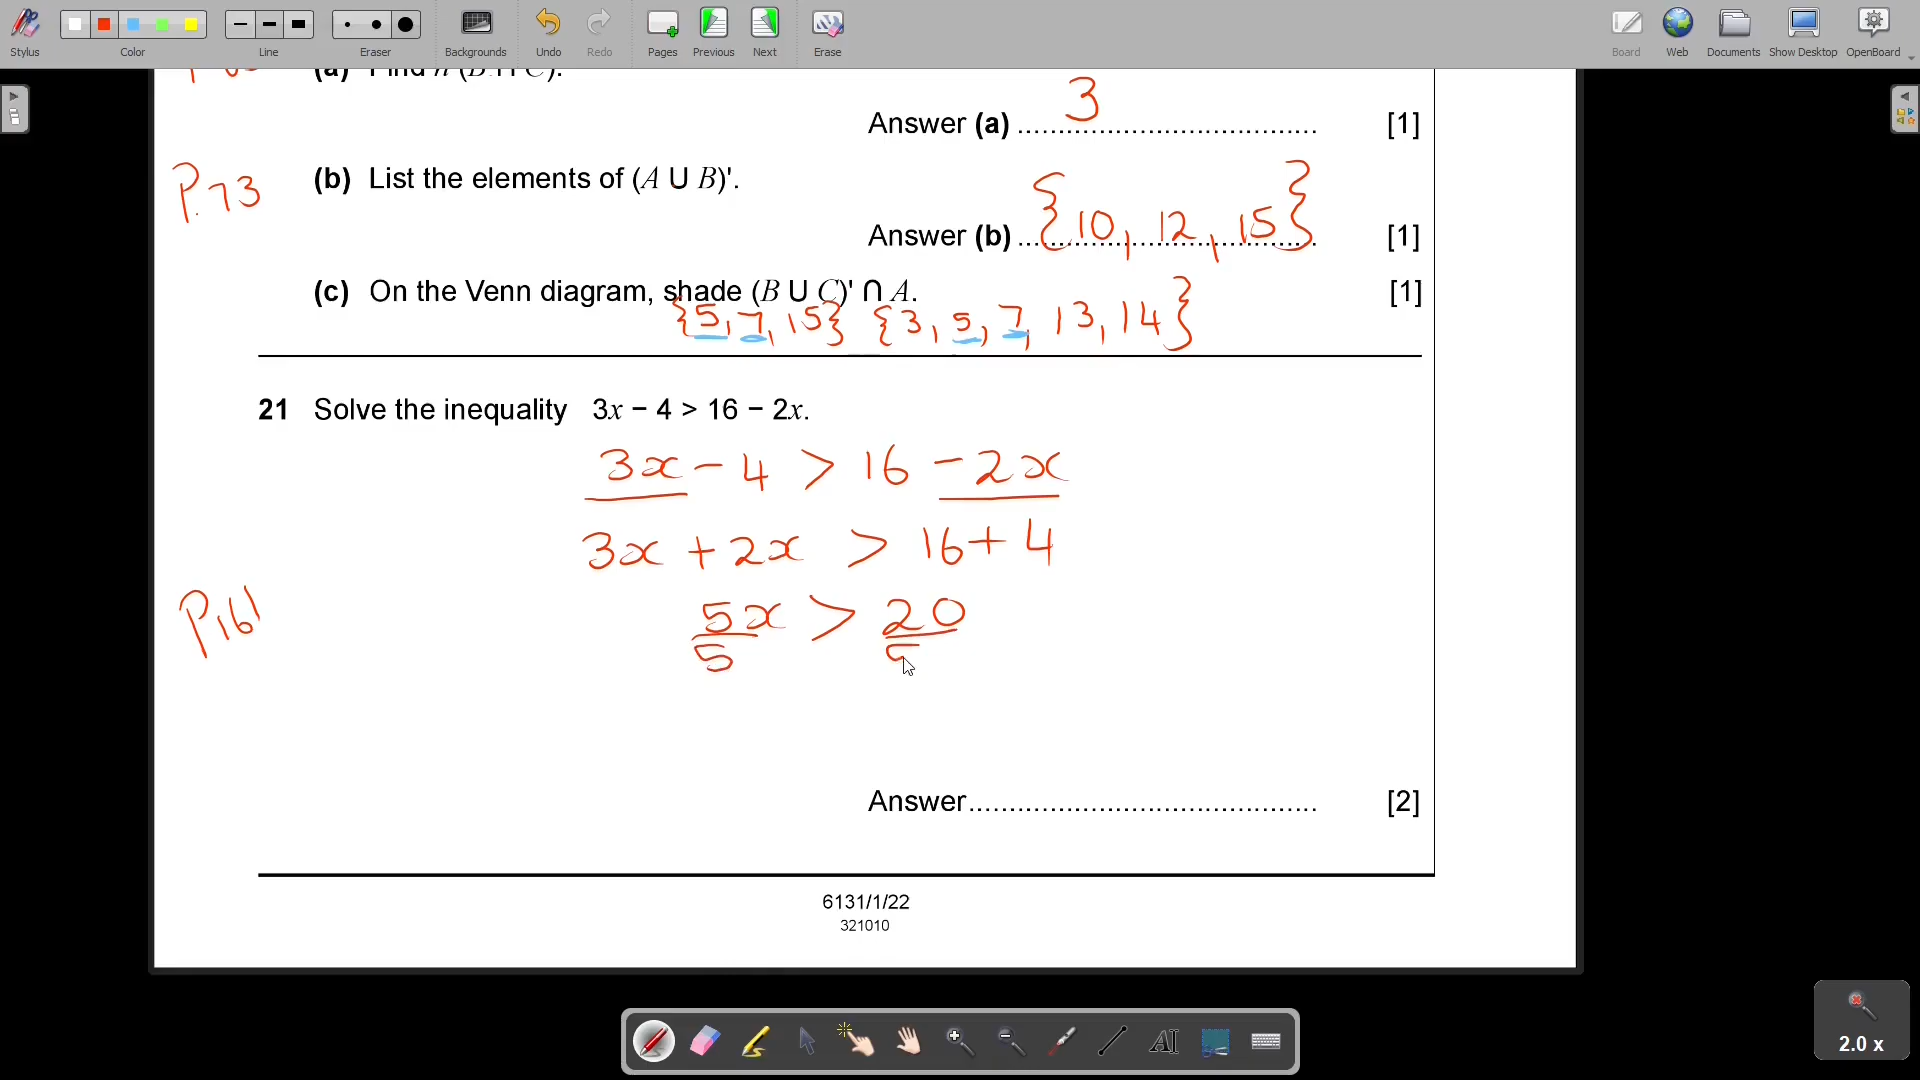 Stylus Color Line Eraser Backgrounds Undo Redo Pages Previous Next Erase Board Web Documents Show Desktop OpenBoard
(a) Find n (B ∩ C).
3
Answer (a) .................................... [1]
P.73 (b) List the elements of (A ∪ B)'.
Answer (b) .................................... {10, 12, 15} [1]
(c) On the Venn diagram, shade (B ∪ C)' ∩ A. [1]
{5, 7, 15} {3, 5, 7, 13, 14}
21 Solve the inequality 3x − 4 > 16 − 2x.
3x − 4 > 16 − 2x
3x + 2x > 16 + 4
P161 5x > 20
5 5
Answer.......................................... [2]
6131/1/22
321010
2.0 x